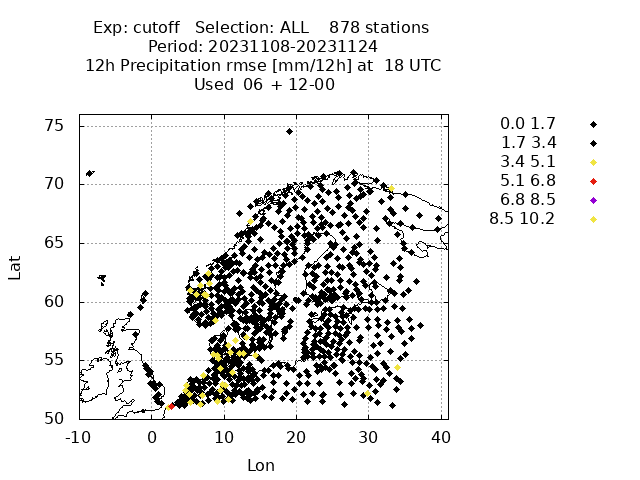 Exp: cutoff   Selection: ALL    878 stations
Period: 20231108-20231124
12h Precipitation rmse [mm/12h] at  18 UTC
Used  06 + 12-00
0.0 1.7
1.7 3.4
3.4 5.1
5.1 6.8
6.8 8.5
8.5 10.2
75
70
65
60
55
50
Lat
-10 0 10 20 30 40
Lon